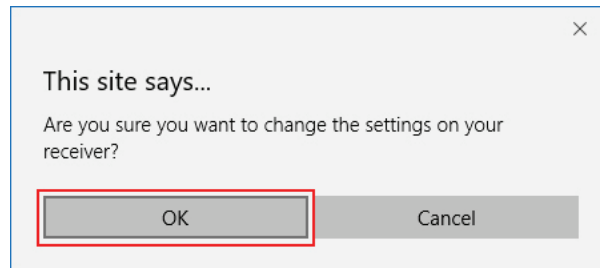 This site says...
Are you sure you want to change the settings on your
receiver?
OK
Cancel